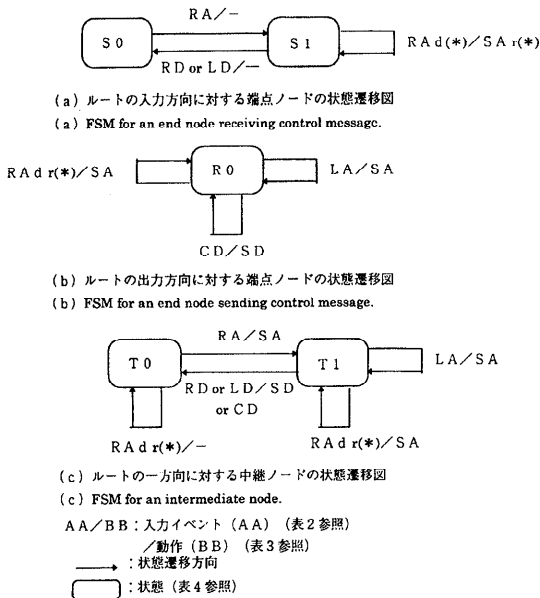 RA/−
S0
S1
RAd(*)/SAr(*)
RD or LD/−
(a) ルートの入力方向に対する端点ノードの状態遷移図
(a) FSM for an end node receiving control message.
RAdr(*)/SA
R0
LA/SA
CD/SD
(b) ルートの出力方向に対する端点ノードの状態遷移図
(b) FSM for an end node sending control message.
RA/SA
T0
T1
LA/SA
RD or LD/SD
or CD
RAdr(*)/−
RAdr(*)/SA
(c) ルートの一方向に対する中継ノードの状態遷移図
(c) FSM for an intermediate node.
AA/BB:入力イベント(AA)(表2参照)
/動作(BB)(表3参照)
:状態遷移方向
:状態(表4参照)